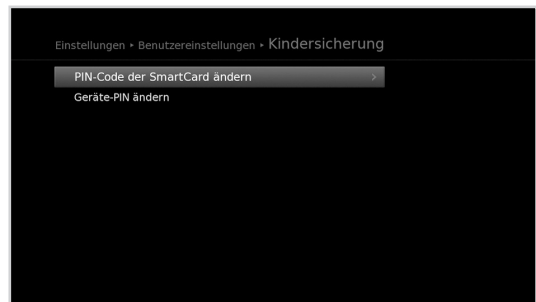 Einstellungen ‣ Benutzereinstellungen ‣ Kindersicherung
PIN-Code der SmartCard ändern >
Geräte-PIN ändern